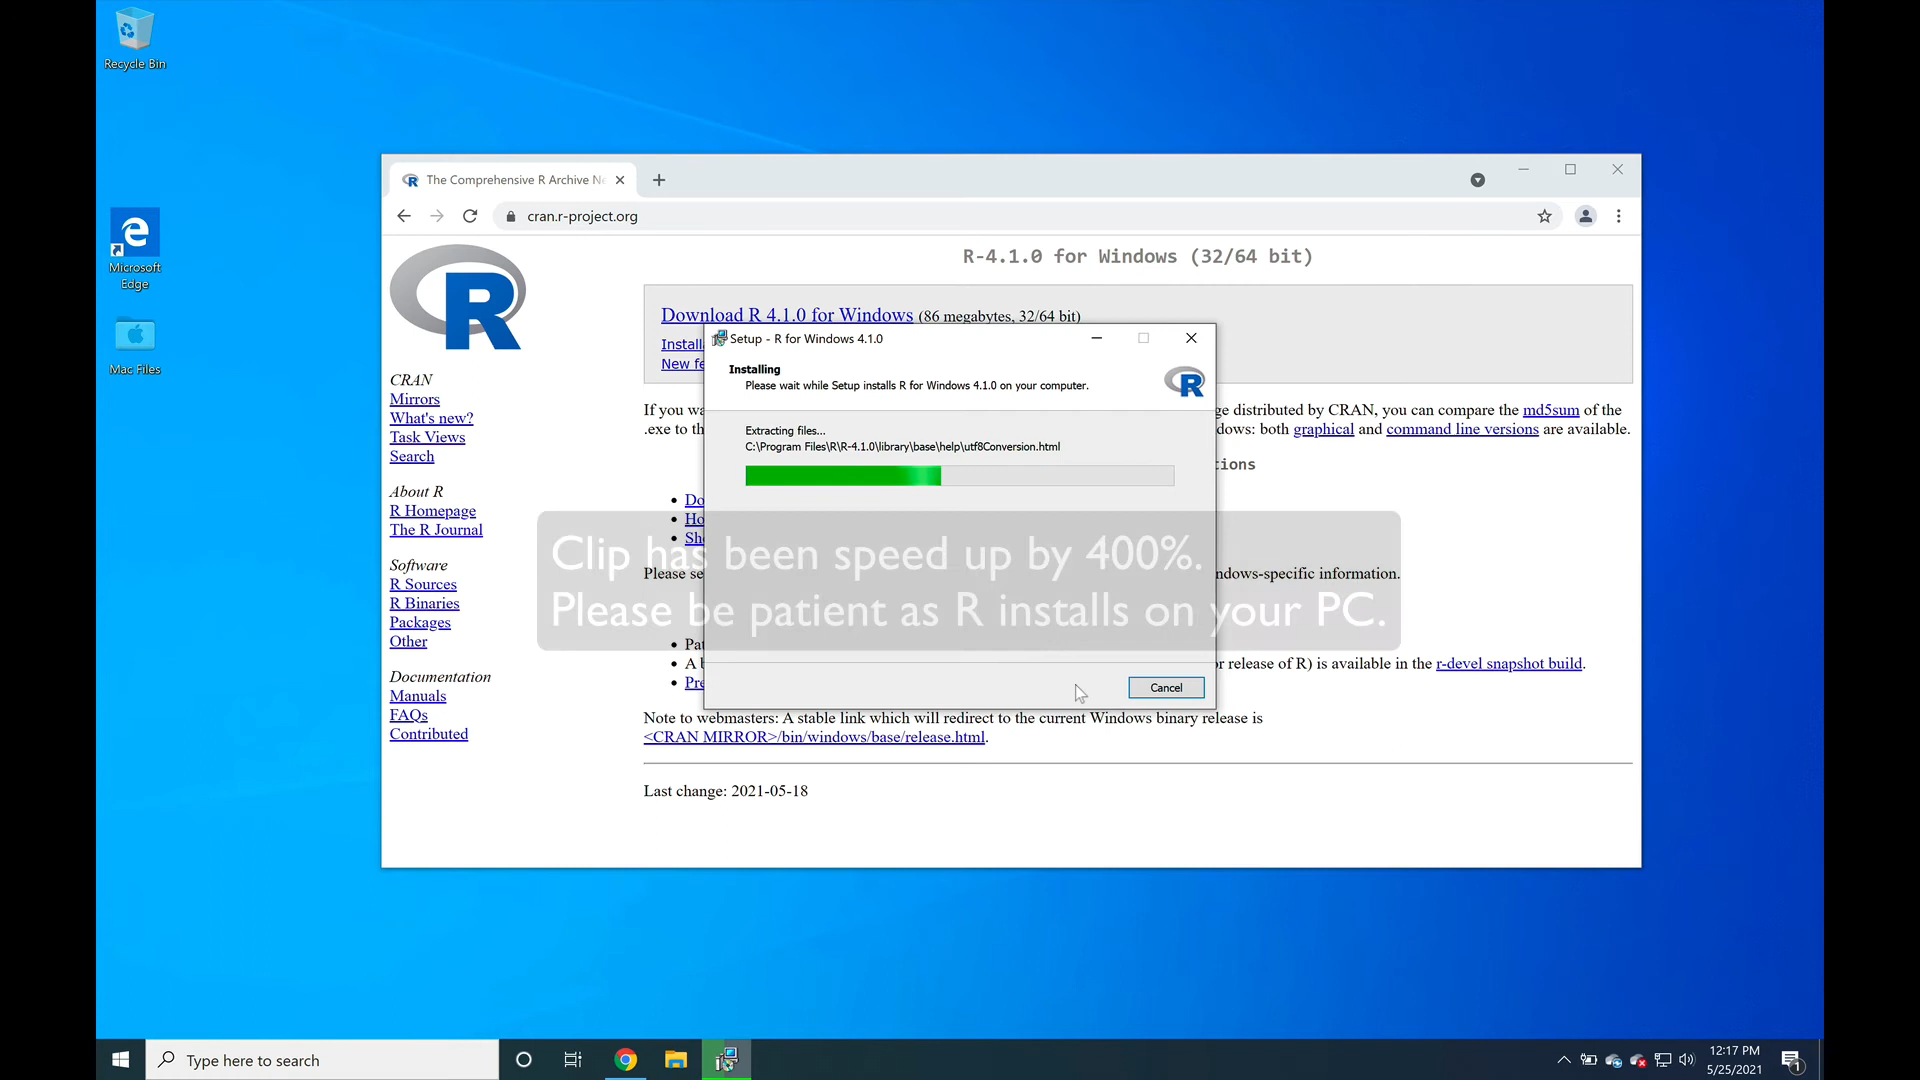 Recycle Bin
Microsoft
Edge
Mac Files
The Comprehensive R Archive Ne
cran.r-project.org
R
R-4.1.0 for Windows (32/64 bit)
Download R 4.1.0 for Windows (86 megabytes, 32/64 bit)
Install
New fe
CRAN
Mirrors
What's new?
Task Views
Search
About R
R Homepage
The R Journal
Software
R Sources
R Binaries
Packages
Other
Documentation
Manuals
FAQs
Contributed
Setup - R for Windows 4.1.0
Installing
Please wait while Setup installs R for Windows 4.1.0 on your computer.
R
Extracting files...
C:\Program Files\R\R-4.1.0\library\base\help\utf8Conversion.html
Cancel
If you wa
ge distributed by CRAN, you can compare the md5sum of the
.exe to th
ndows: both graphical and command line versions are available.
tions
Do
Ho
Sh
Clip has been speed up by 400%.
Please be patient as R installs on your PC.
Please se
ndows-specific information.
Pat
A b
or release of R) is available in the r-devel snapshot build.
Pre
Note to webmasters: A stable link which will redirect to the current Windows binary release is
<CRAN MIRROR>/bin/windows/base/release.html.
Last change: 2021-05-18
Type here to search
12:17 PM
5/25/2021
1